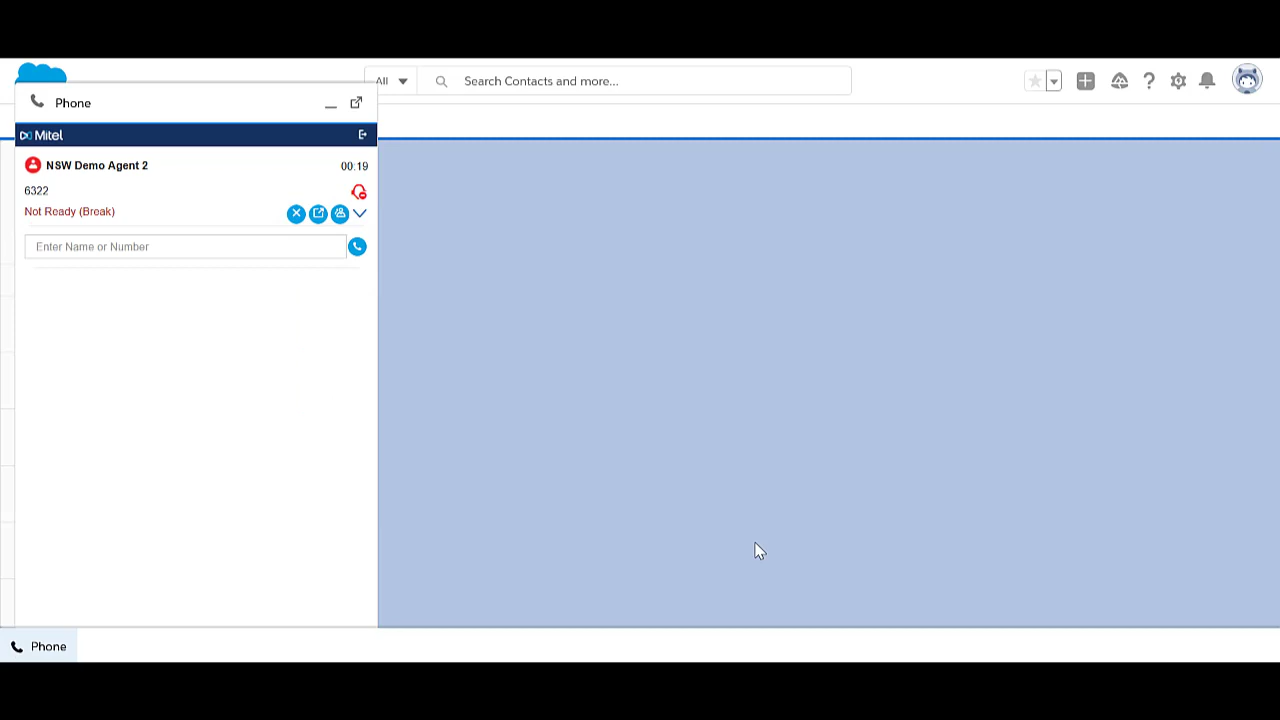 All
Search Contacts and more...
Phone
Mitel
NSW Demo Agent 2
00:19
6322
Not Ready (Break)
Enter Name or Number
Phone